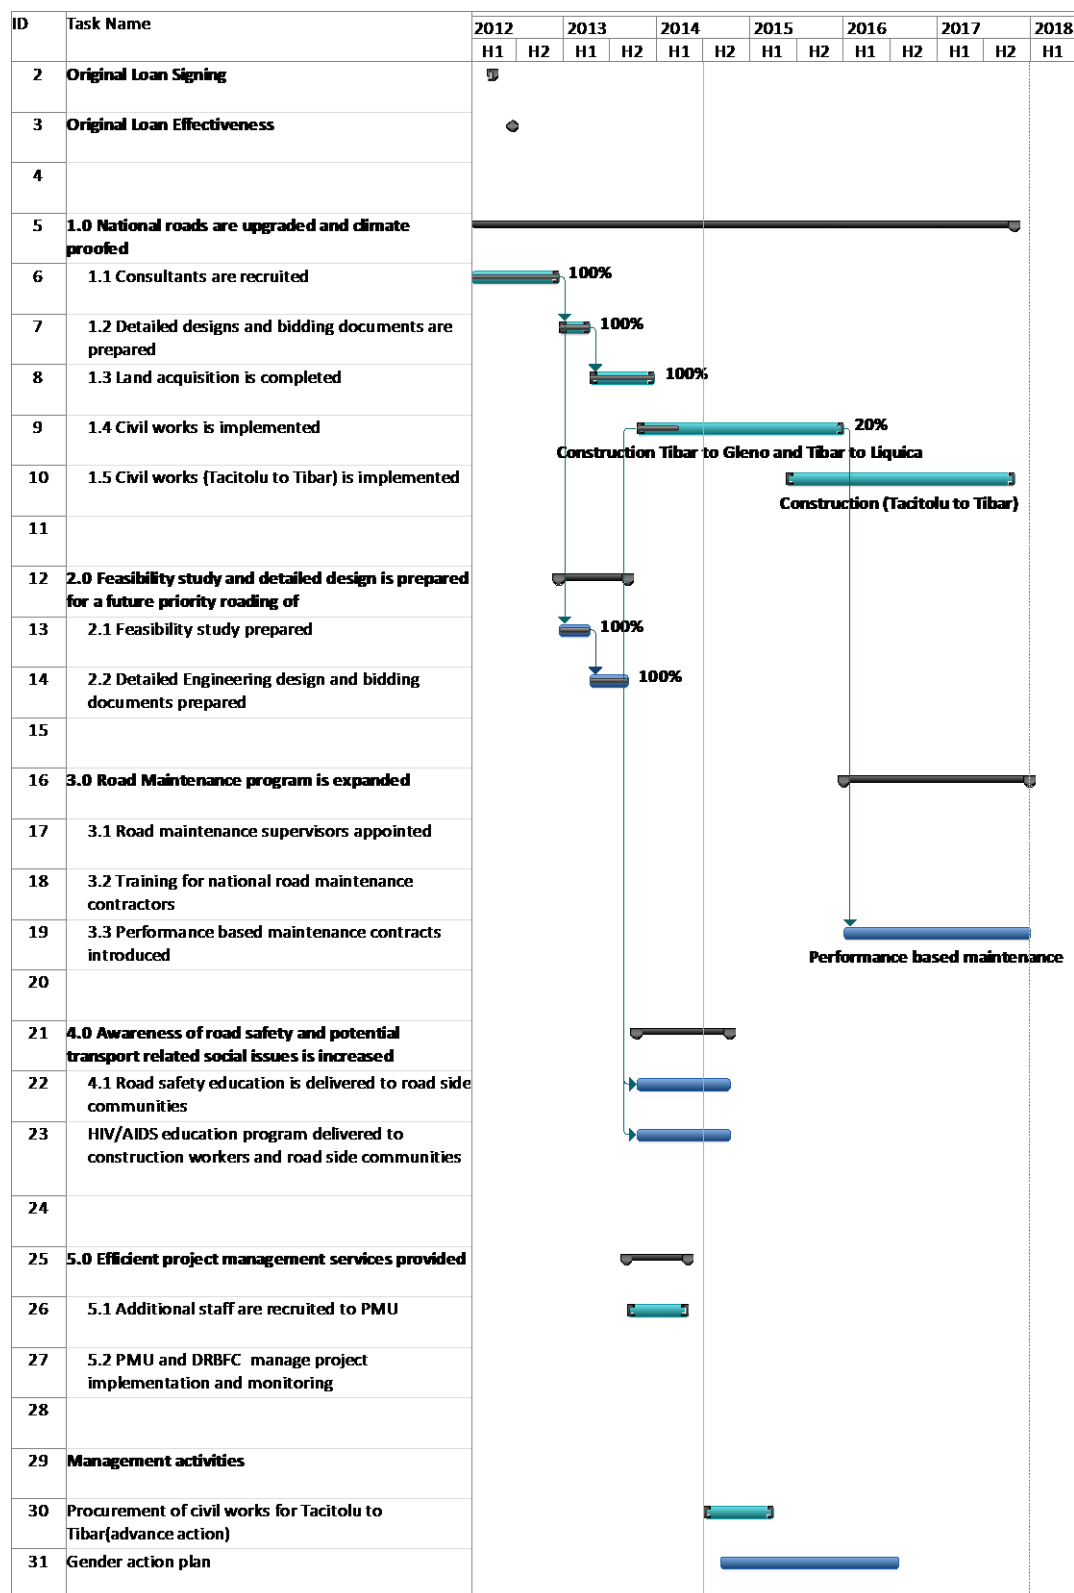 ID Task Name 2012 2013 2014 2015 2016 2017 2018
H1 H2 H1 H2 H1 H2 H1 H2 H1 H2 H1 H2 H1
2 Original Loan Signing
3 Original Loan Effectiveness
4
5 1.0 National roads are upgraded and climate
proofed
6 1.1 Consultants are recruited 100%
7 1.2 Detailed designs and bidding documents are 100%
prepared
8 1.3 Land acquisition is completed 100%
9 1.4 Civil works is implemented 20%
Construction Tibar to Gleno and Tibar to Liquica
10 1.5 Civil works (Tacitolu to Tibar) is implemented
Construction (Tacitolu to Tibar)
11
12 2.0 Feasibility study and detailed design is prepared
for a future priority roading of
13 2.1 Feasibility study prepared 100%
14 2.2 Detailed Engineering design and bidding 100%
documents prepared
15
16 3.0 Road Maintenance program is expanded
17 3.1 Road maintenance supervisors appointed
18 3.2 Training for national road maintenance
contractors
19 3.3 Performance based maintenance contracts
introduced
Performance based maintenance
20
21 4.0 Awareness of road safety and potential
transport related social issues is increased
22 4.1 Road safety education is delivered to road side
communities
23 HIV/AIDS education program delivered to
construction workers and road side communities
24
25 5.0 Efficient project management services provided
26 5.1 Additional staff are recruited to PMU
27 5.2 PMU and DRBFC manage project
implementation and monitoring
28
29 Management activities
30 Procurement of civil works for Tacitolu to
Tibar(advance action)
31 Gender action plan